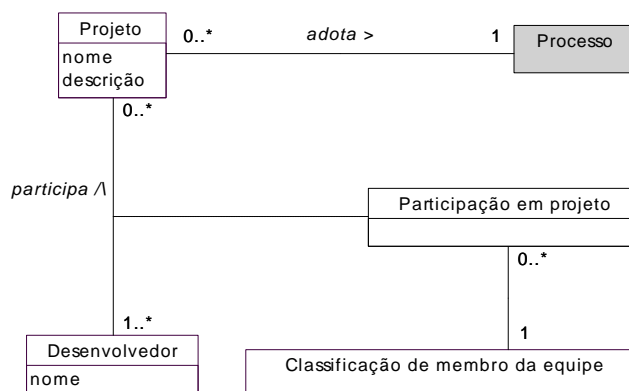 Projeto
nome
descrição
0..*
adota >
1
Processo
0..*
participa /\
Participação em projeto
0..*
1..*
1
Desenvolvedor
nome
Classificação de membro da equipe